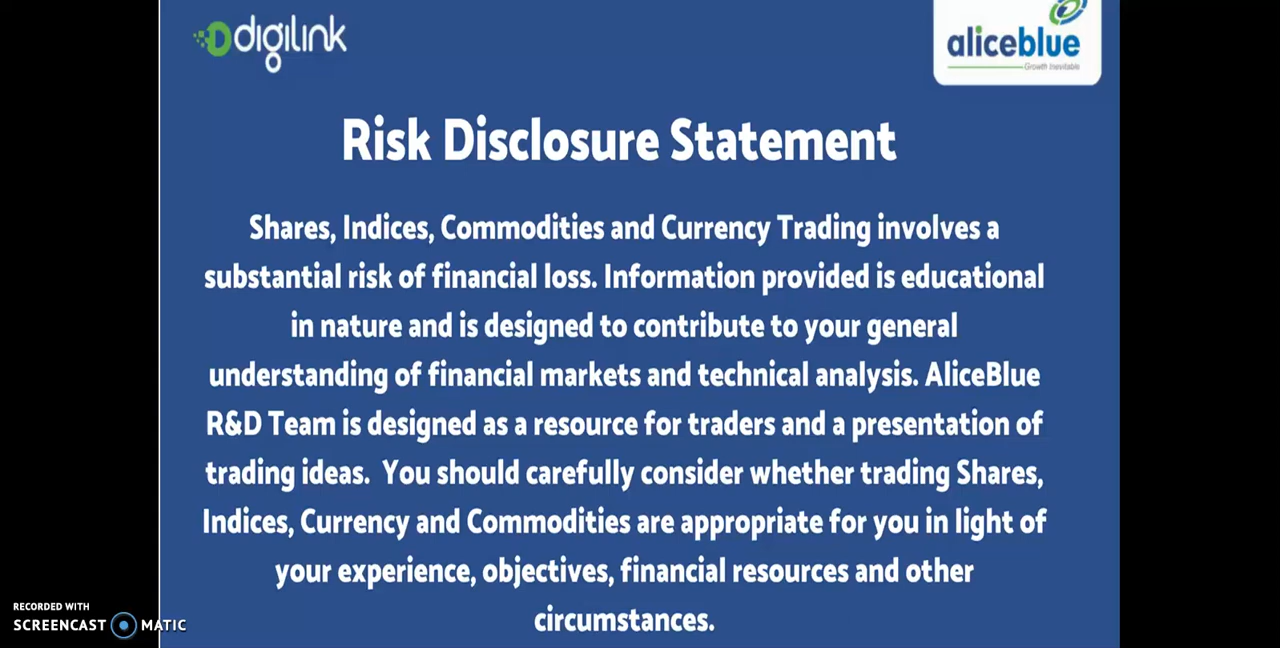 digilink
aliceblue
Growth Inevitable
Risk Disclosure Statement
Shares, Indices, Commodities and Currency Trading involves a
substantial risk of financial loss. Information provided is educational
in nature and is designed to contribute to your general
understanding of financial markets and technical analysis. AliceBlue
R&D Team is designed as a resource for traders and a presentation of
trading ideas.  You should carefully consider whether trading Shares,
Indices, Currency and Commodities are appropriate for you in light of
your experience, objectives, financial resources and other
circumstances.
RECORDED WITH
SCREENCAST MATIC